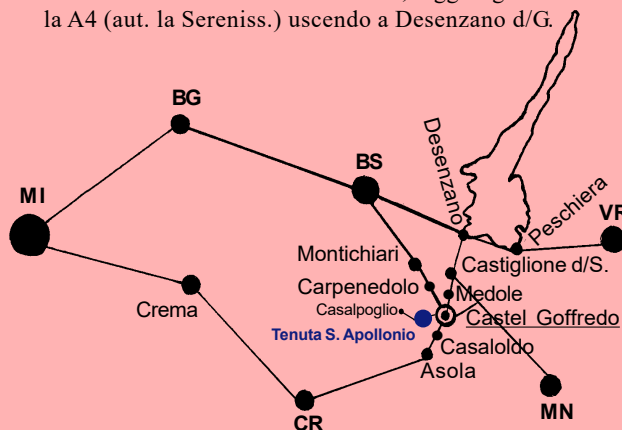 la A4 (aut. la Sereniss.) uscendo a Desenzano d/G.
BG
BS
Desenzano
Peschiera
MI
VR
Montichiari
Castiglione d/S.
Carpenedolo
Medole
Crema
Casalpoglio
Castel Goffredo
Tenuta S. Apollonio
Casaloldo
Asola
CR
MN